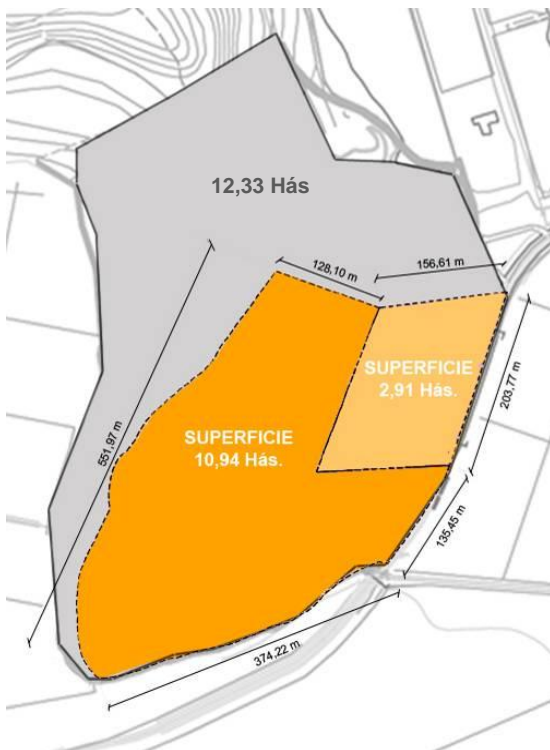 12,33 Hás
128,10 m
156,61 m
SUPERFICIE
2,91 Hás.
203,77 m
551,97 m
SUPERFICIE
10,94 Hás.
135,45 m
374,22 m